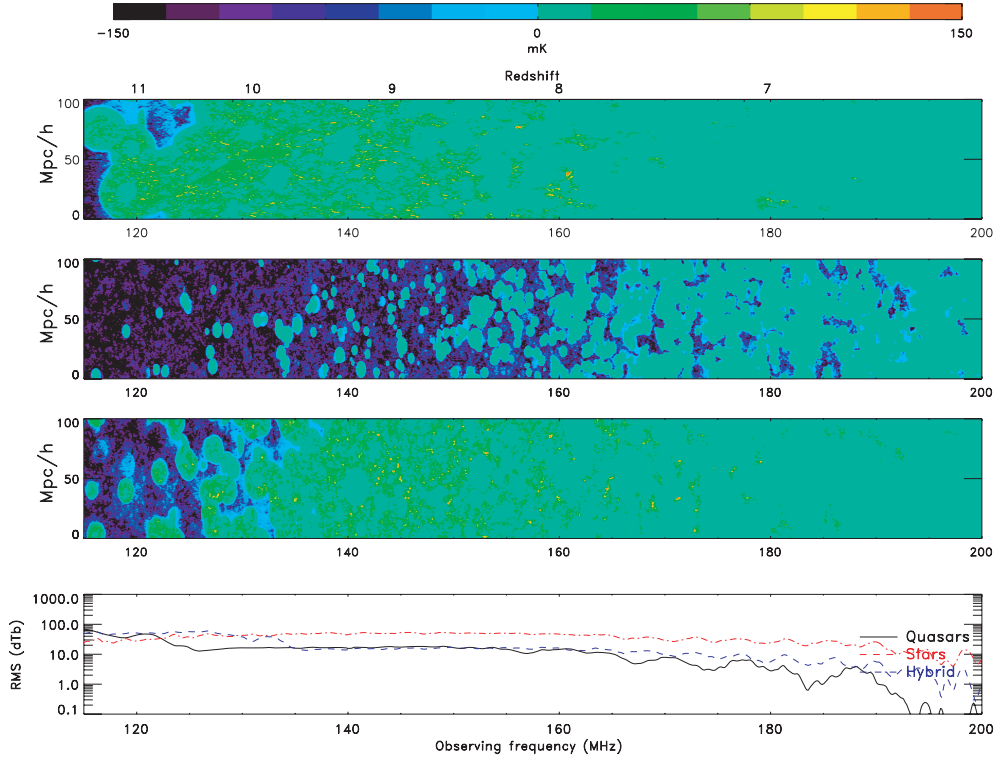 -150 0 150
mK
Redshift
11 10 9 8 7
100
50
0
Mpc/h
120 140 160 180 200
100
50
0
Mpc/h
120 140 160 180 200
100
50
0
Mpc/h
120 140 160 180 200
1000.0
100.0
10.0
1.0
0.1
RMS (dTb)
Quasars
Stars
Hybrid
120 140 160 180 200
Observing frequency (MHz)